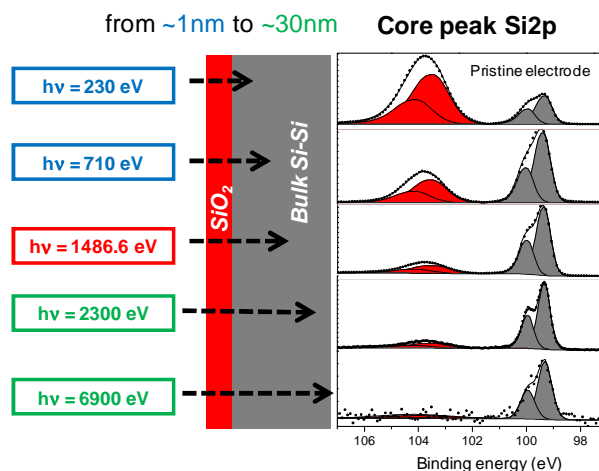 from ~1nm to ~30nm
Core peak Si2p
hν = 230 eV
hν = 710 eV
hν = 1486.6 eV
hν = 2300 eV
hν = 6900 eV
SiO2
Bulk Si-Si
Pristine electrode
106 104 102 100 98
Binding energy (eV)